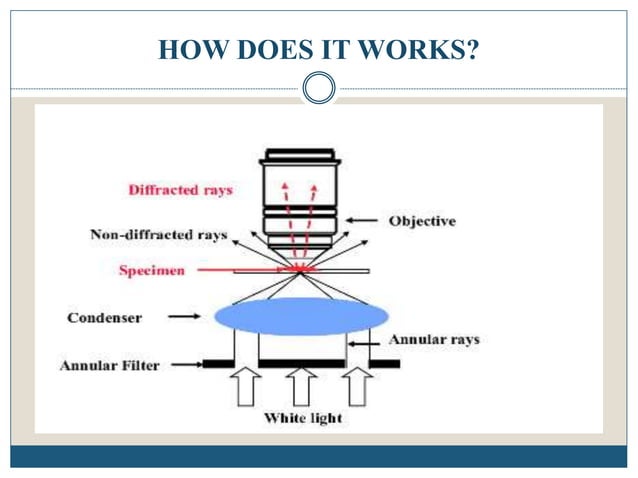 HOW DOES IT WORKS?
Diffracted rays
Objective
Non-diffracted rays
Specimen
Condenser
Annular rays
Annular Filter
White light